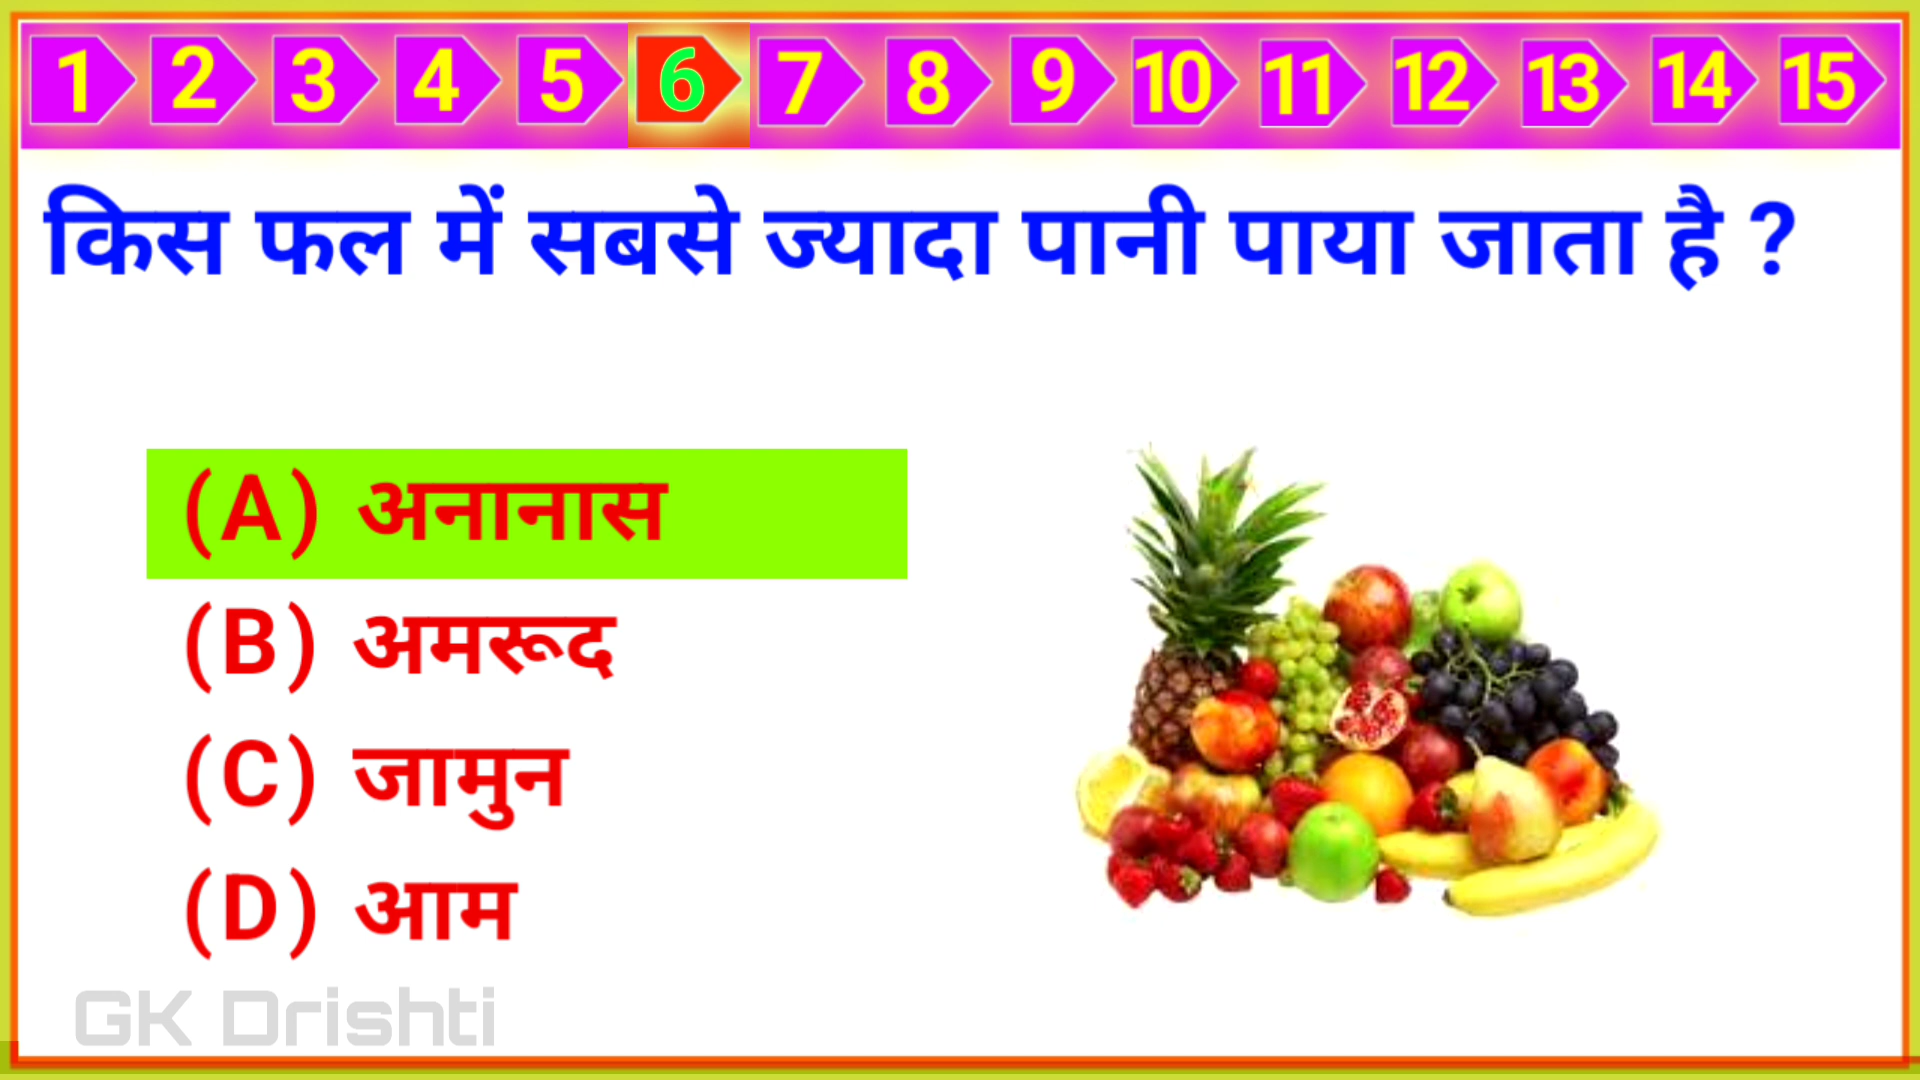 1 2 3 4 5 6 7 8 9 10 11 12 13 14 15
किस फल में सबसे ज्यादा पानी पाया जाता है ?
(A) अनानास
(B) अमरूद
(C) जामुन
(D) आम
GK Drishti